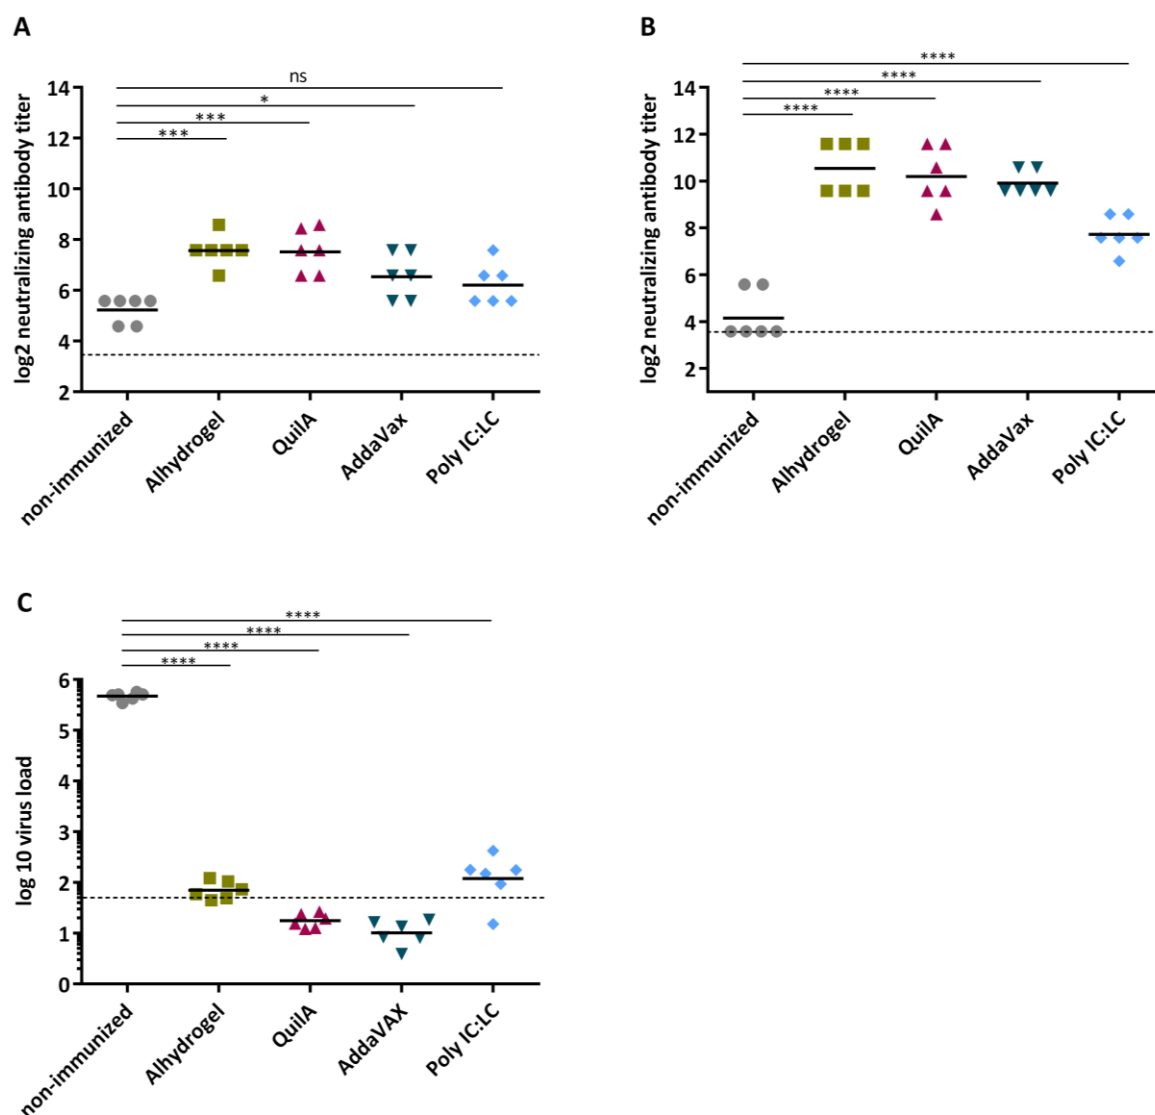 A
ns
*
***
***
log2 neutralizing antibody titer
14
12
10
8
6
4
2
non-immunized
Alhydrogel
QuilA
AddaVax
Poly IC:LC
B
****
****
****
****
log2 neutralizing antibody titer
14
12
10
8
6
4
2
non-immunized
Alhydrogel
QuilA
AddaVax
Poly IC:LC
C
****
****
****
****
log 10 virus load
6
5
4
3
2
1
0
non-immunized
Alhydrogel
QuilA
AddaVAX
Poly IC:LC